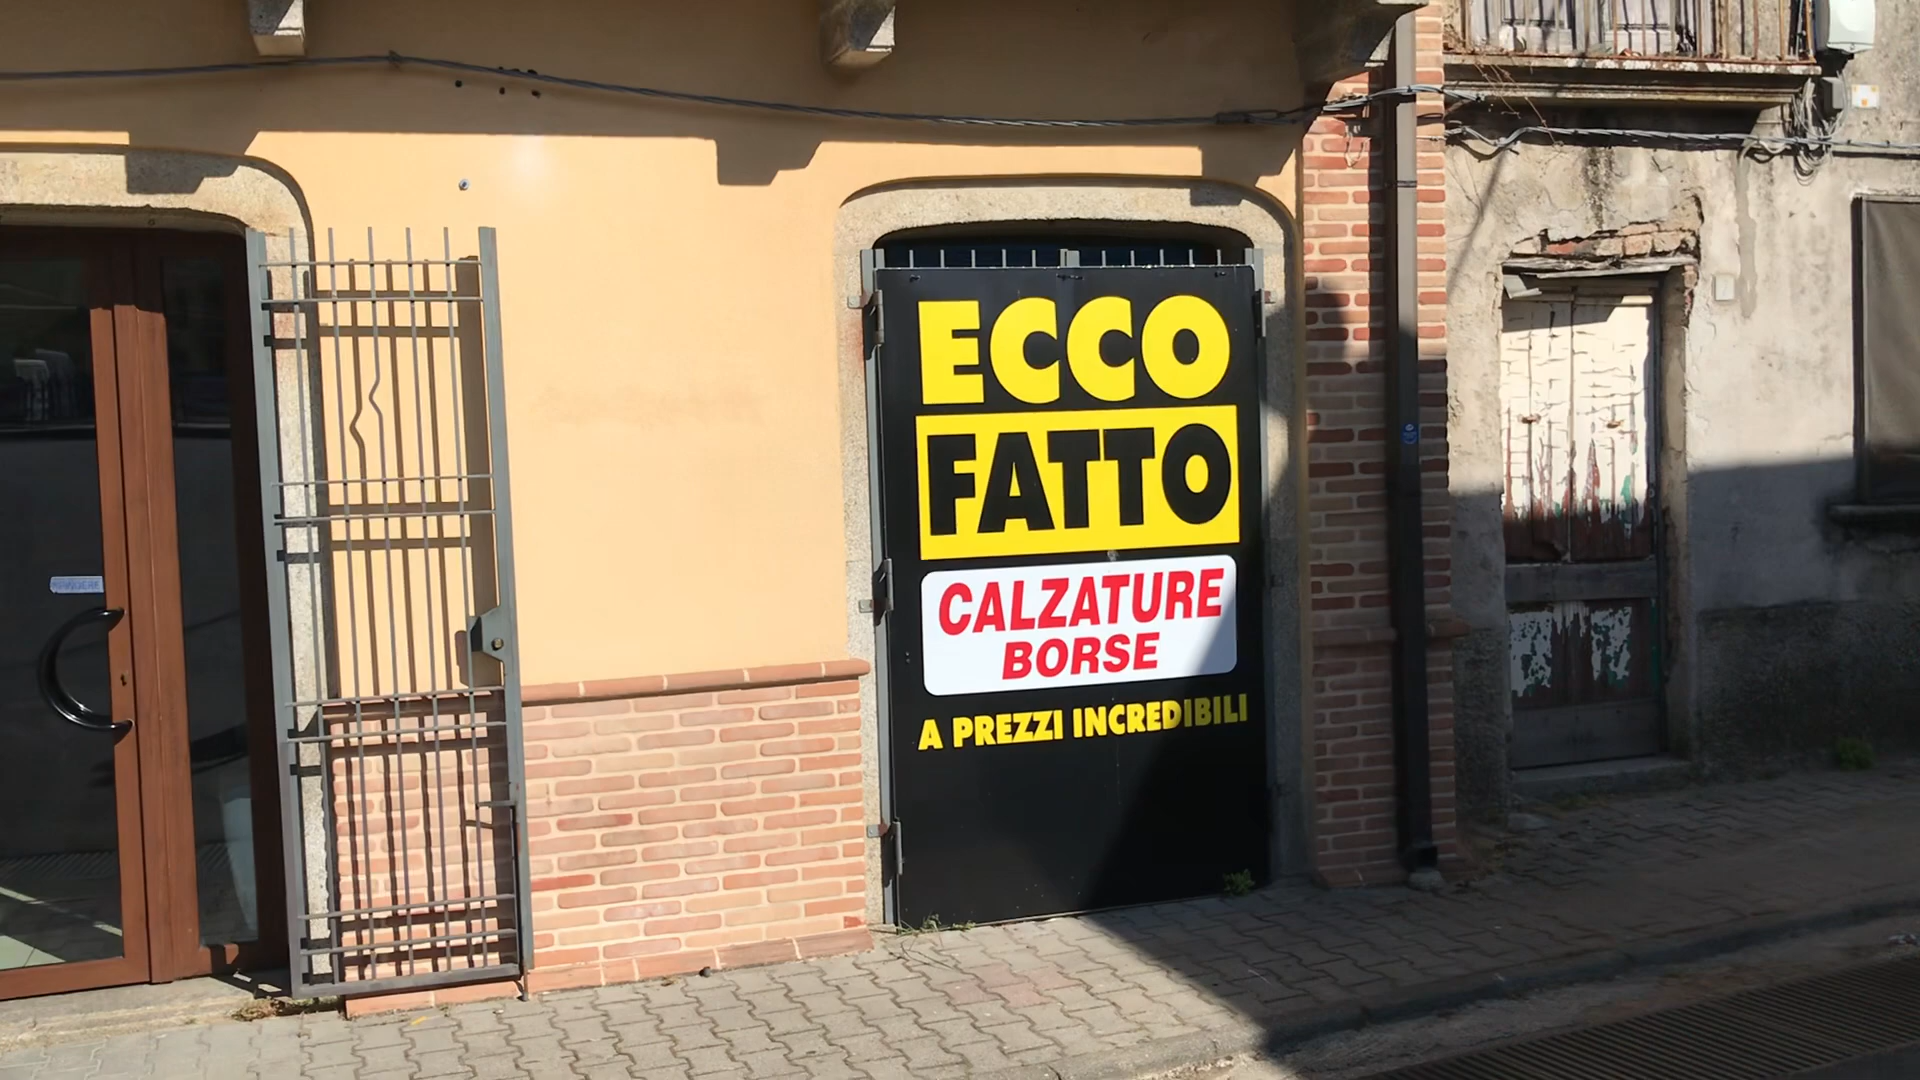 ECCO
FATTO
CALZATURE
BORSE
A PREZZI INCREDIBILI